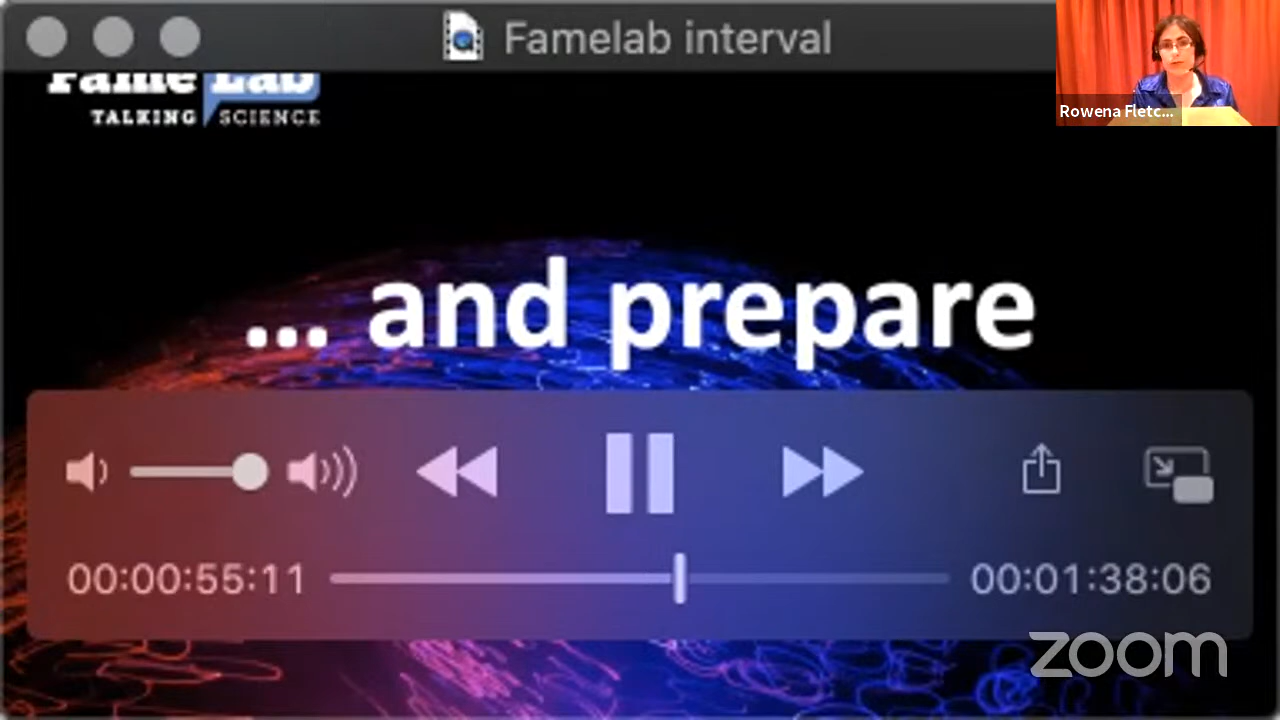 Famelab interval
Fame Lab
TALKING SCIENCE
Rowena Fletc...
... and prepare
00:00:55:11
00:01:38:06
zoom